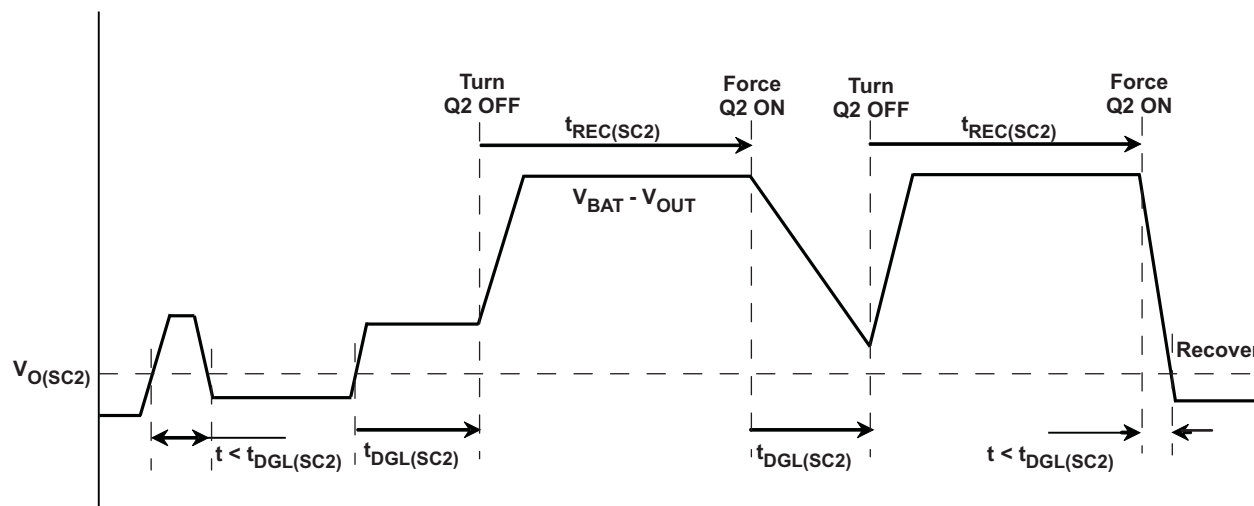 Turn
Q2 OFF
Force
Q2 ON
Turn
Q2 OFF
Force
Q2 ON
tREC(SC2)
tREC(SC2)
VBAT - VOUT
VO(SC2)
Recover
t < tDGL(SC2)
tDGL(SC2)
tDGL(SC2)
t < tDGL(SC2)